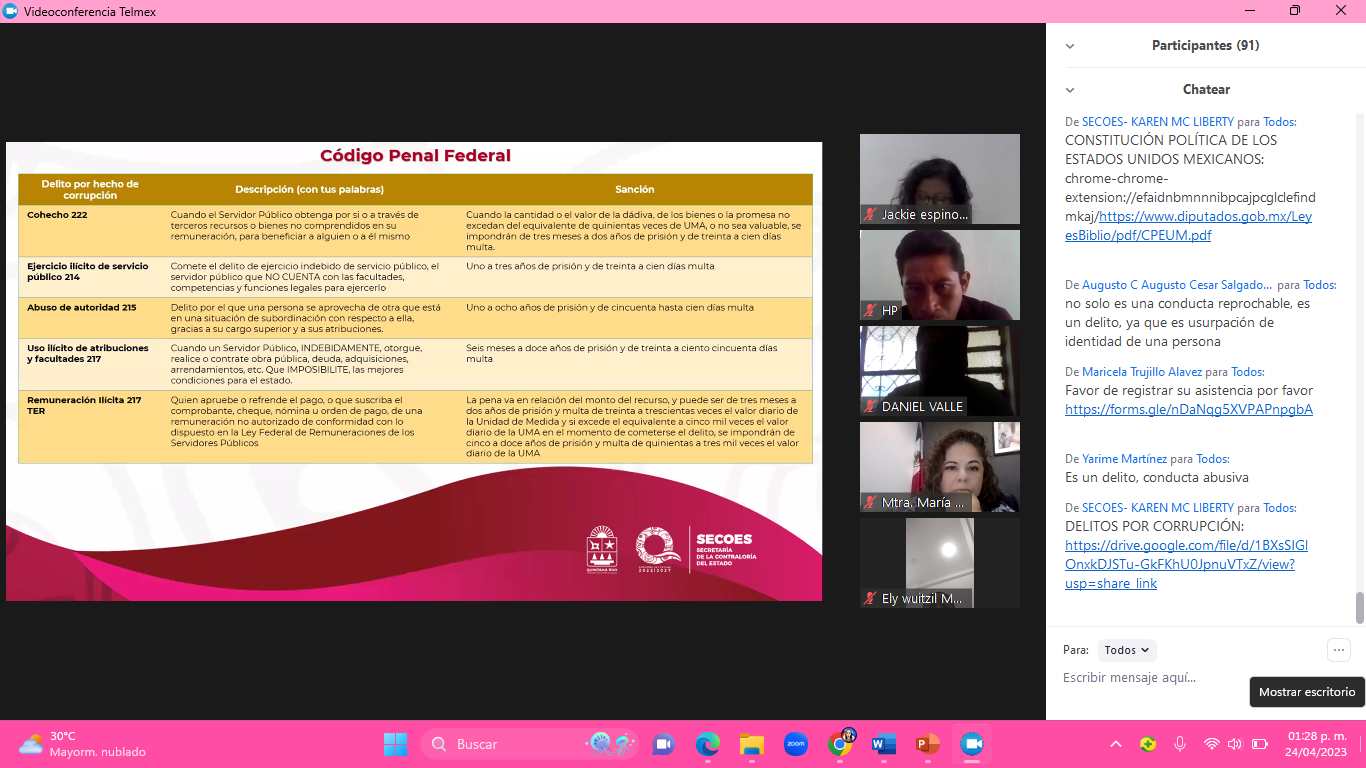 Videoconferencia Telmex
Código Penal Federal
Delito por hecho de
corrupción
Descripción (con tus palabras)
Sanción
Cohecho 222
Cuando el Servidor Público obtenga por si o a través de
terceros recursos o bienes no comprendidos en su
remuneración, para beneficiar a alguien o a él mismo
Cuando la cantidad o el valor de la dádiva, de los bienes o la promesa no
excedan del equivalente de quinientas veces de UMA, o no sea valuable, se
impondrán de tres meses a dos años de prisión y de treinta a cien días
multa.
Ejercicio ilícito de servicio
público 214
Comete el delito de ejercicio indebido de servicio público, el
servidor público que NO CUENTA con las facultades,
competencias y funciones legales para ejercerlo
Uno a tres años de prisión y de treinta a cien días multa
Abuso de autoridad 215
Delito por el que una persona se aprovecha de otra que está
en una situación de subordinación con respecto a ella,
gracias a su cargo superior y a sus atribuciones.
Uno a ocho años de prisión y de cincuenta hasta cien días multa
Uso ilícito de atribuciones
y facultades 217
Cuando un Servidor Público, INDEBIDAMENTE, otorgue,
realice o contrate obra pública, deuda, adquisiciones,
arrendamientos, etc. Que IMPOSIBILITE, las mejores
condiciones para el estado.
Seis meses a doce años de prisión y de treinta a ciento cincuenta días
multa
Remuneración Ilícita 217
TER
Quien apruebe o refrende el pago, o que suscriba el
comprobante, cheque, nómina u orden de pago, de una
remuneración no autorizado de conformidad con lo
dispuesto en la Ley Federal de Remuneraciones de los
Servidores Públicos
La pena va en relación del monto del recurso, y puede ser de tres meses a
dos años de prisión y multa de treinta a trescientas veces el valor diario de
la Unidad de Medida y si excede el equivalente a cinco mil veces el valor
diario de la UMA en el momento de cometerse el delito, se impondrán de
cinco a doce años de prisión y multa de quinientas a tres mil veces el valor
diario de la UMA
QUINTANA ROO
2022/2027
SECOES
SECRETARÍA
DE LA CONTRALORÍA
DEL ESTADO
Jackie espino...
HP
DANIEL VALLE
Mtra. María ...
Ely wuitzil M...
Participantes (91)
Chatear
De SECOES- KAREN MC LIBERTY para Todos:
CONSTITUCIÓN POLÍTICA DE LOS
ESTADOS UNIDOS MEXICANOS:
chrome-chrome-
extension://efaidnbmnnnibpcajpcglclefind
mkaj/https://www.diputados.gob.mx/Ley
esBiblio/pdf/CPEUM.pdf
De Augusto C Augusto Cesar Salgado... para Todos:
no solo es una conducta reprochable, es
un delito, ya que es usurpación de
identidad de una persona
De Maricela Trujillo Alavez para Todos:
Favor de registrar su asistencia por favor
https://forms.gle/nDaNqg5XVPAPnpgbA
De Yarime Martínez para Todos:
Es un delito, conducta abusiva
De SECOES- KAREN MC LIBERTY para Todos:
DELITOS POR CORRUPCIÓN:
https://drive.google.com/file/d/1BXsSIGl
OnxkDJSTu-GkFKhU0JpnuVTxZ/view?
usp=share_link
Para: Todos
Escribir mensaje aquí...
Mostrar escritorio
30°C
Mayorm. nublado
Buscar
zoom
01:28 p. m.
24/04/2023